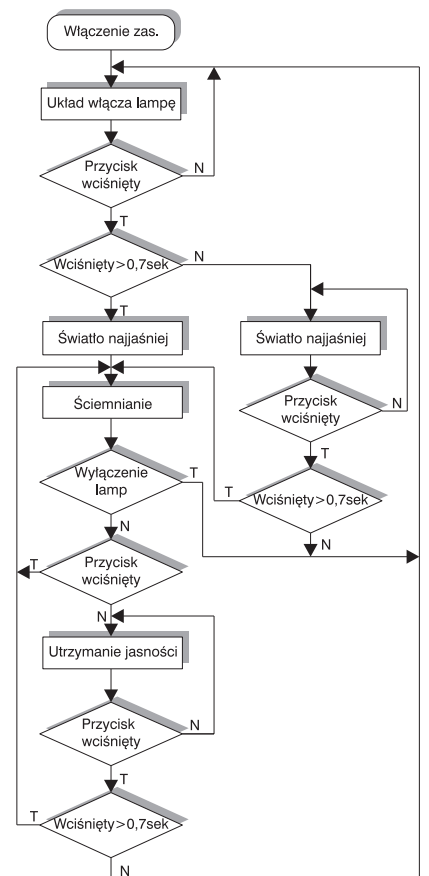 Włączenie zas.
Układ włącza lampę
Przycisk
wciśnięty
N
T
Wciśnięty>0,7sek
N
T
Światło najjaśniej
Światło najjaśniej
Ściemnianie
Przycisk
wciśnięty
N
T
Wyłączenie
lamp
T
N
Wciśnięty>0,7sek
T
N
Przycisk
wciśnięty
T
N
Utrzymanie jasności
Przycisk
wciśnięty
N
T
Wciśnięty>0,7sek
T
N